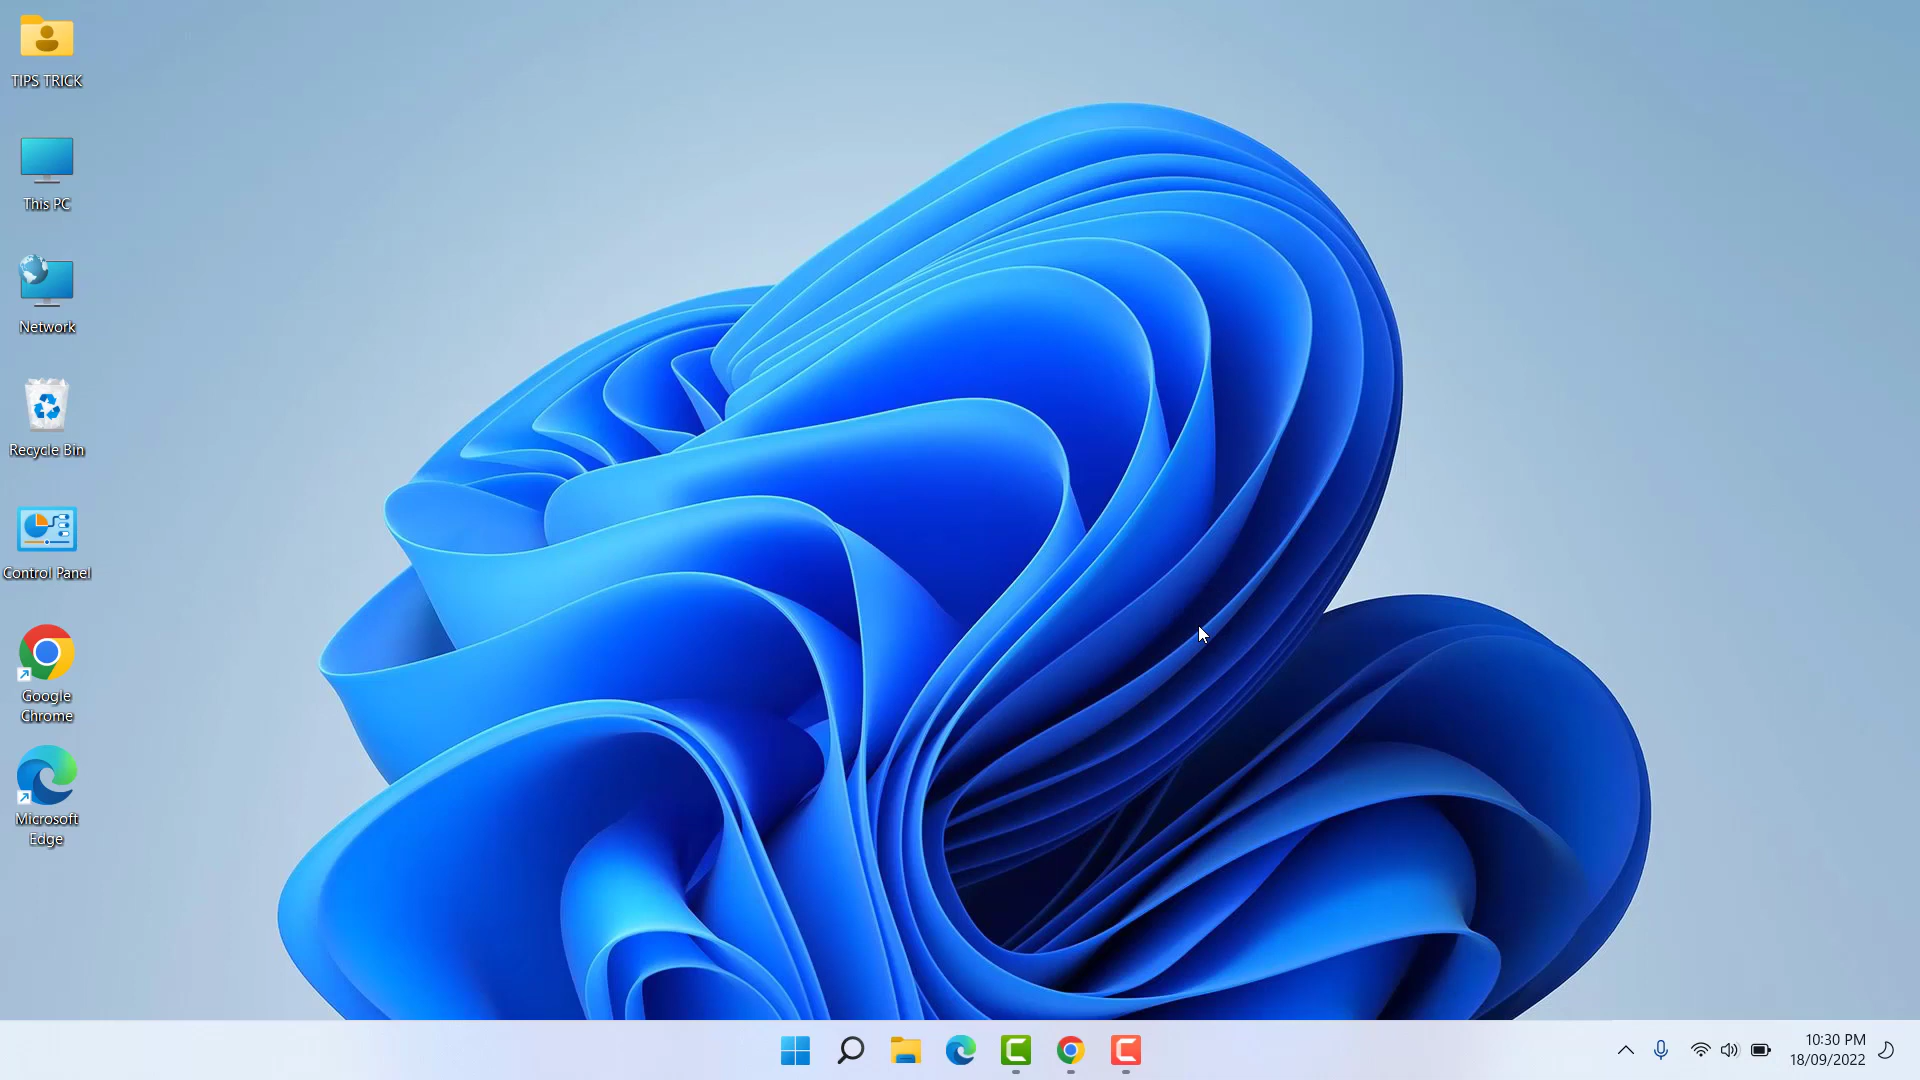 TIPS TRICK
This PC
Network
Recycle Bin
Control Panel
Google
Chrome
Microsoft
Edge
10:30 PM
18/09/2022